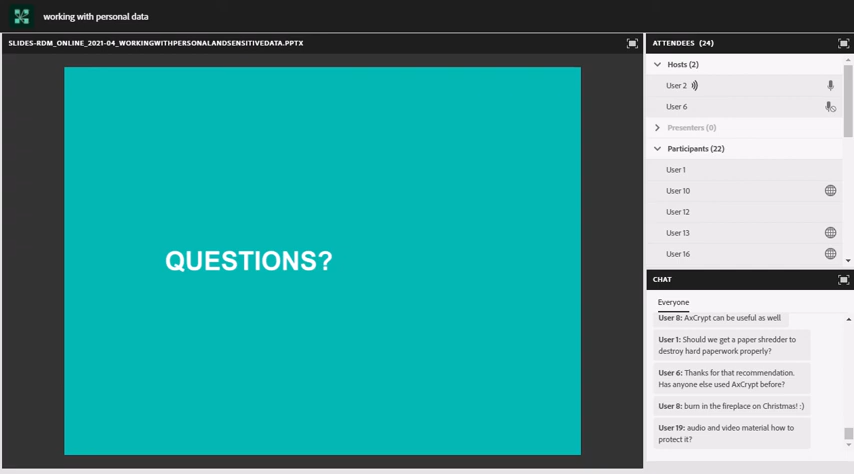 working with personal data
SLIDES-RDM_ONLINE_2021-04_WORKINGWITHPERSONALANDSENSITIVEDATA.PPTX
QUESTIONS?
ATTENDEES (24)
Hosts (2)
User 2
User 6
Presenters (0)
Participants (22)
User 1
User 10
User 12
User 13
User 16
CHAT
Everyone
User 8: AxCrypt can be useful as well
User 1: Should we get a paper shredder to
destroy hard paperwork properly?
User 6: Thanks for that recommendation.
Has anyone else used AxCrypt before?
User 8: burn in the fireplace on Christmas! :)
User 19: audio and video material how to
protect it?